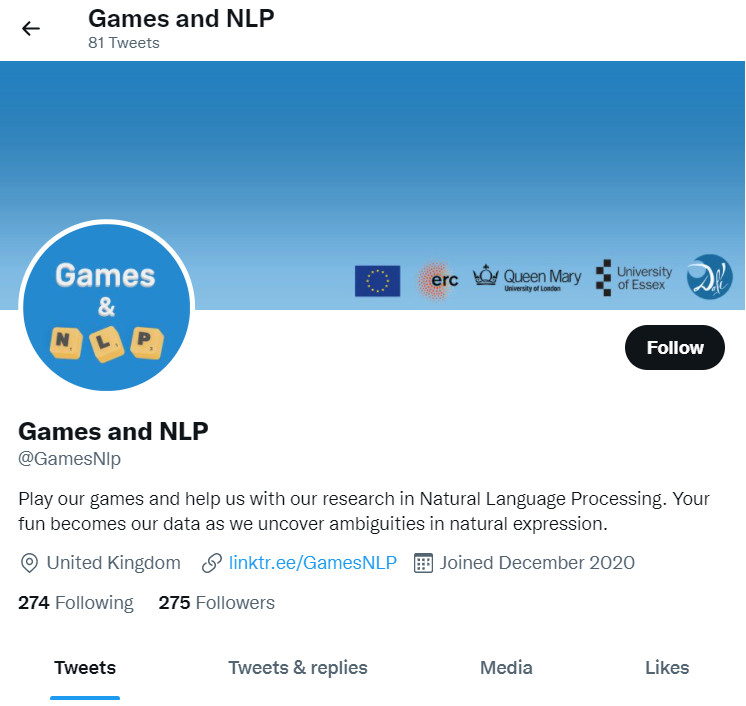 Games and NLP
81 Tweets
Games
&
N L P
erc
Queen Mary
University of London
University
of Essex
Follow
Games and NLP
@GamesNlp
Play our games and help us with our research in Natural Language Processing. Your
fun becomes our data as we uncover ambiguities in natural expression.
United Kingdom linktr.ee/GamesNLP Joined December 2020
274 Following 275 Followers
Tweets Tweets & replies Media Likes